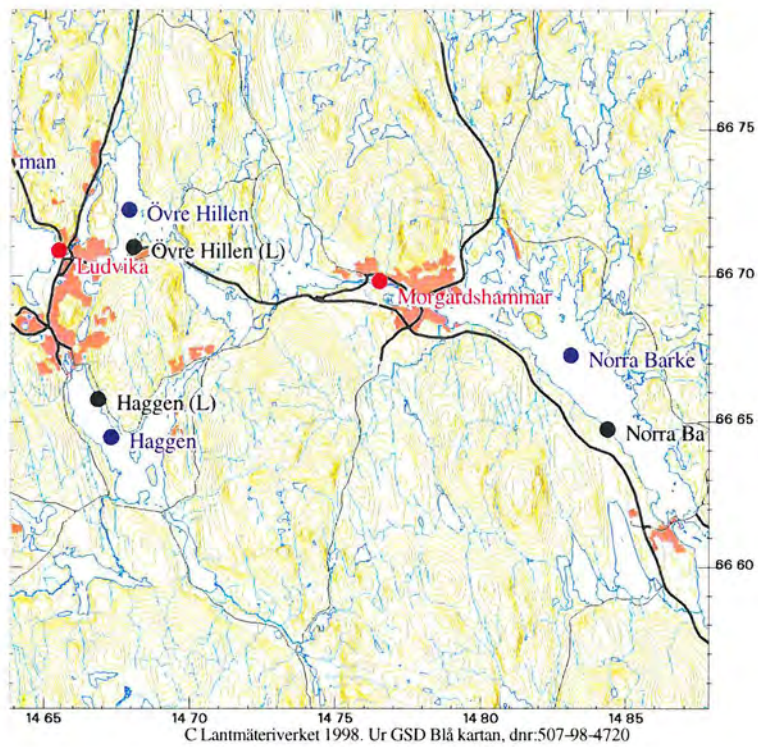 66 75
man
Övre Hillen
Övre Hillen (L)
Ludvika
66 70
Morgårdshammar
Norra Barke
Haggen (L)
66 65
Haggen
Norra Ba
66 60
14 65
14 70
14 75
14 80
14 85
C Lantmäteriverket 1998. Ur GSD Blå kartan, dnr:507-98-4720